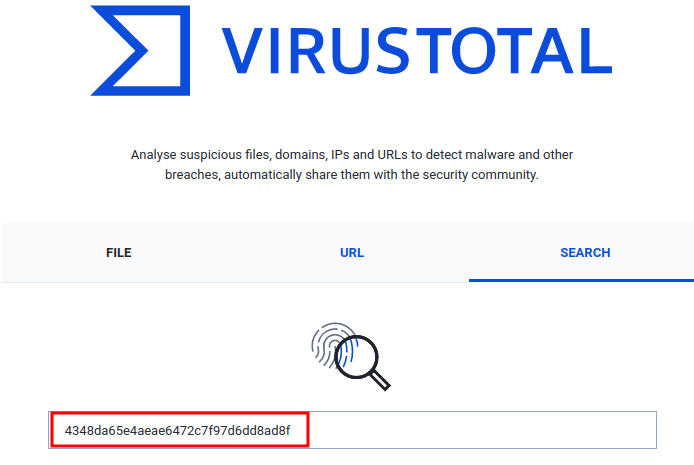 VIRUSTOTAL
Analyse suspicious files, domains, IPs and URLs to detect malware and other
breaches, automatically share them with the security community.
FILE
URL
SEARCH
4348da65e4aeae6472c7f97d6dd8ad8f